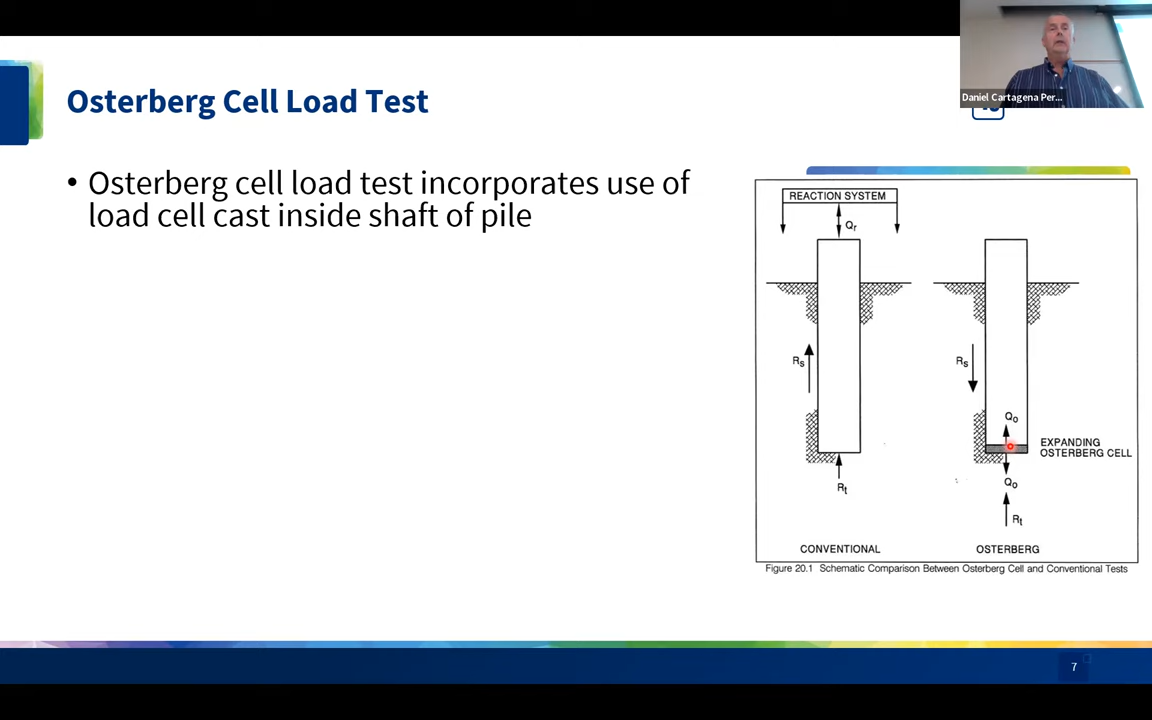 Daniel Cartagena Per...
Osterberg Cell Load Test
• Osterberg cell load test incorporates use of
load cell cast inside shaft of pile
REACTION SYSTEM
Qr
Rs
Rs
Qo
EXPANDING
OSTERBERG CELL
Qo
Rt
Rt
CONVENTIONAL
OSTERBERG
Figure 20.1 Schematic Comparison Between Osterberg Cell and Conventional Tests
7